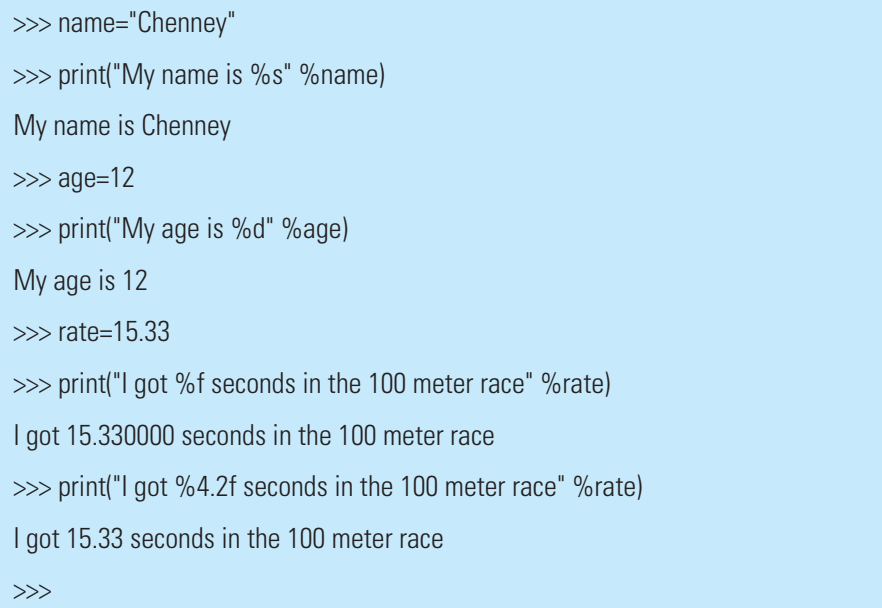 >>> name="Chenney"
>>> print("My name is %s" %name)
My name is Chenney
>>> age=12
>>> print("My age is %d" %age)
My age is 12
>>> rate=15.33
>>> print("I got %f seconds in the 100 meter race" %rate)
I got 15.330000 seconds in the 100 meter race
>>> print("I got %4.2f seconds in the 100 meter race" %rate)
I got 15.33 seconds in the 100 meter race
>>>